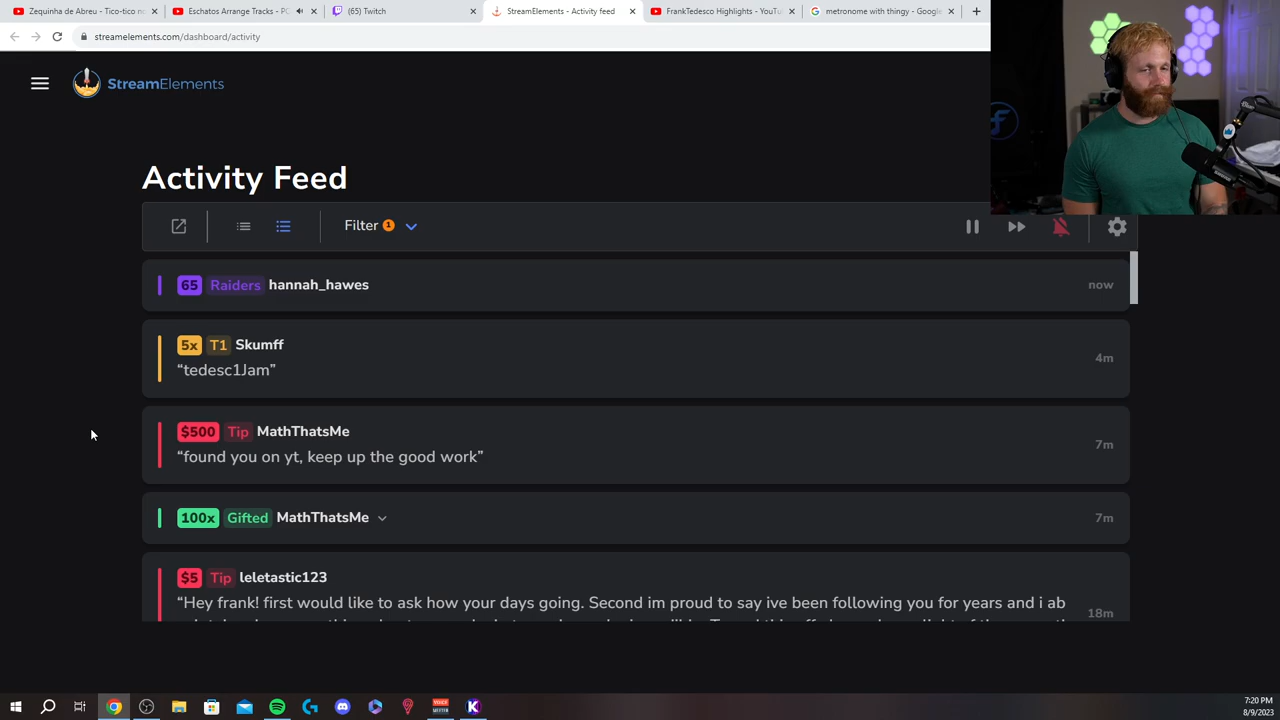 Zequinha de Abreu - Tico-tico n
Eschatos Arrange Tracks - PC
(65) Twitch
StreamElements - Activity feed
FrankTedesco Highlights - YouTu
metronome with thingy - Google
streamelements.com/dashboard/activity
StreamElements
Activity Feed
Filter 1
65 Raiders hannah_hawes
now
5x T1 Skumff
4m
“tedesc1Jam”
$500 Tip MathThatsMe
7m
“found you on yt, keep up the good work”
100x Gifted MathThatsMe
7m
$5 Tip leletastic123
“Hey frank! first would like to ask how your days going. Second im proud to say ive been following you for years and i ab
18m
7:20 PM
8/9/2023